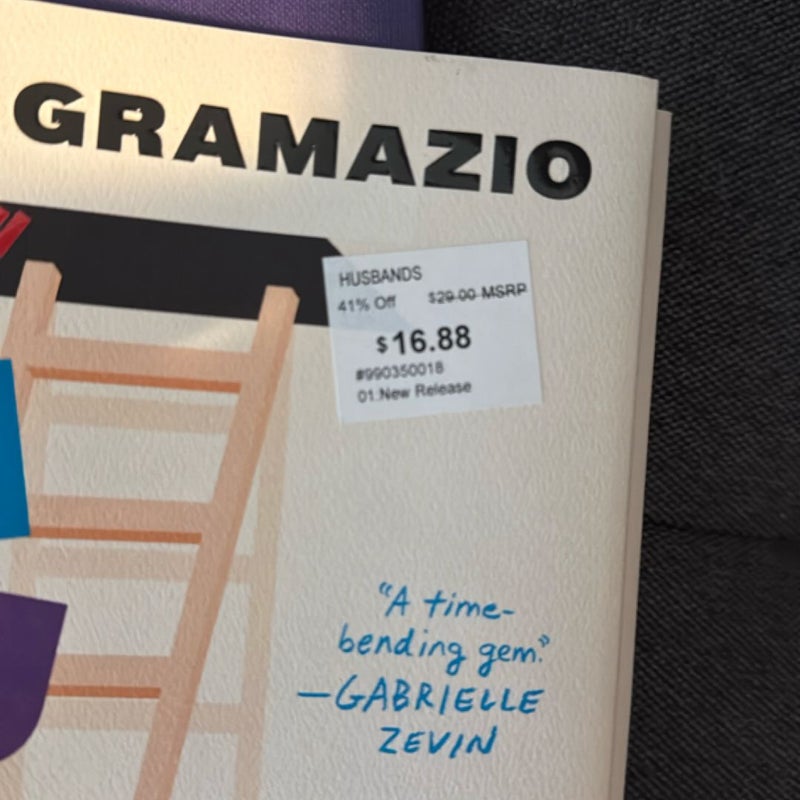 GRAMAZIO
HUSBANDS
41% Off $29.00 MSRP
$16.88
#990350018
01.New Release
"A time-
bending gem."
—GABRIELLE
ZEVIN